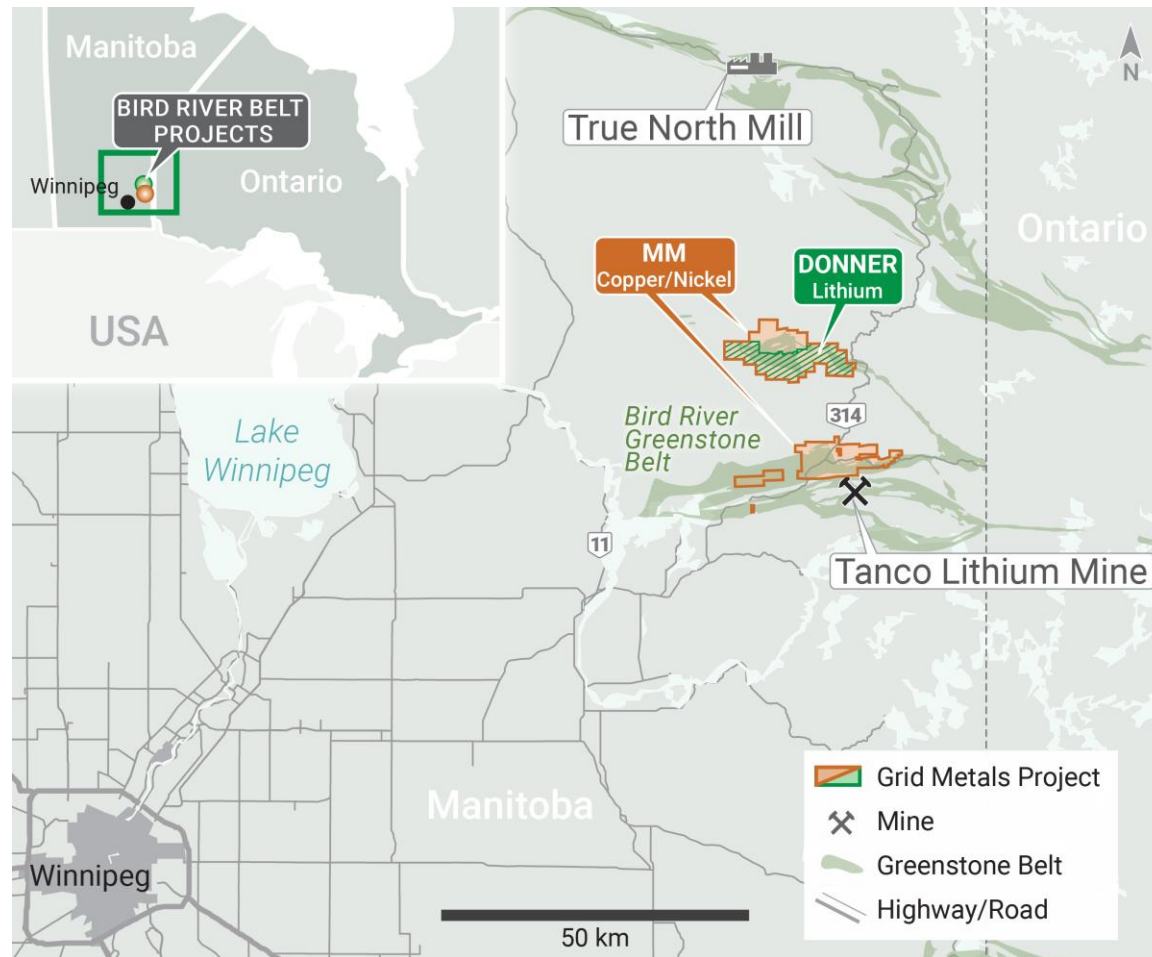 Manitoba
BIRD RIVER BELT
PROJECTS
Winnipeg
Ontario
USA
N
True North Mill
Ontario
MM
Copper/Nickel
DONNER
Lithium
314
Bird River
Greenstone
Belt
Lake
Winnipeg
11
Tanco Lithium Mine
Manitoba
Winnipeg
50 km
Grid Metals Project
Mine
Greenstone Belt
Highway/Road